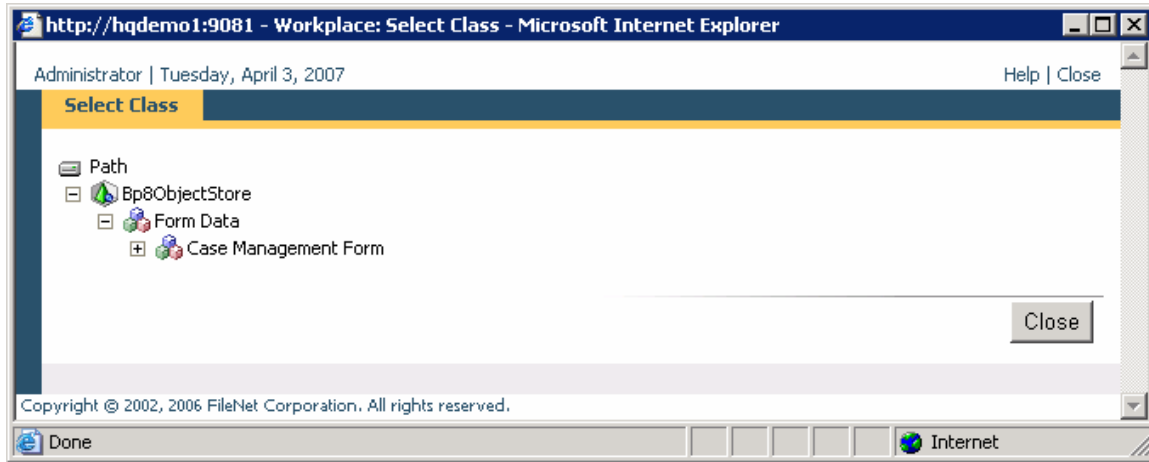 http://hqdemo1:9081 - Workplace: Select Class - Microsoft Internet Explorer
Administrator | Tuesday, April 3, 2007 Help | Close
Select Class
Path
Bp8ObjectStore
Form Data
Case Management Form
Close
Copyright © 2002, 2006 FileNet Corporation. All rights reserved.
Done Internet